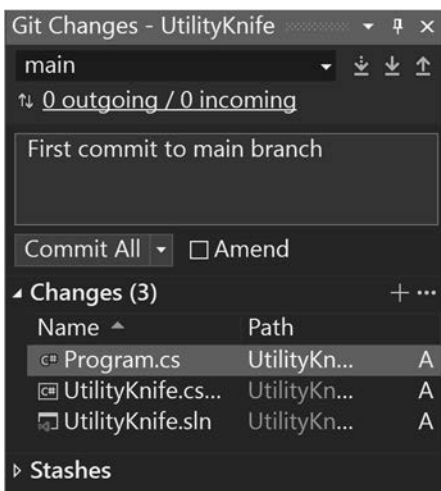 Git Changes - UtilityKnife
main
0 outgoing / 0 incoming
First commit to main branch
Commit All Amend
Changes (3)
Name Path
C# Program.cs UtilityKn... A
C# UtilityKnife.cs... UtilityKn... A
UtilityKnife.sln UtilityKn... A
Stashes